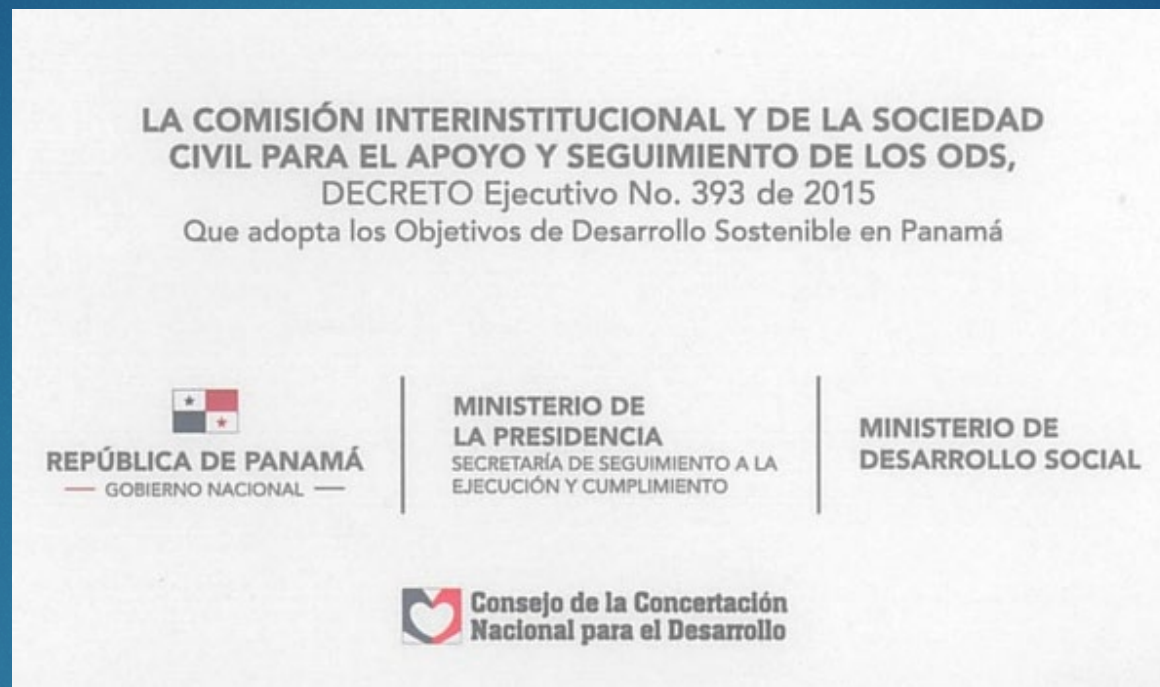 LA COMISIÓN INTERINSTITUCIONAL Y DE LA SOCIEDAD
CIVIL PARA EL APOYO Y SEGUIMIENTO DE LOS ODS,
DECRETO Ejecutivo No. 393 de 2015
Que adopta los Objetivos de Desarrollo Sostenible en Panamá
REPÚBLICA DE PANAMÁ
GOBIERNO NACIONAL
MINISTERIO DE
LA PRESIDENCIA
SECRETARÍA DE SEGUIMIENTO A LA
EJECUCIÓN Y CUMPLIMIENTO
MINISTERIO DE
DESARROLLO SOCIAL
Consejo de la Concertación
Nacional para el Desarrollo